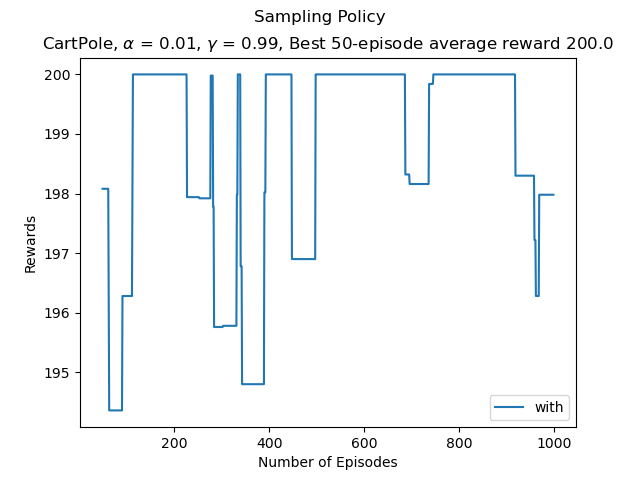 Sampling Policy
CartPole, α = 0.01, γ = 0.99, Best 50-episode average reward 200.0
200
199
198
197
196
195
Rewards
with
200
400
600
800
1000
Number of Episodes